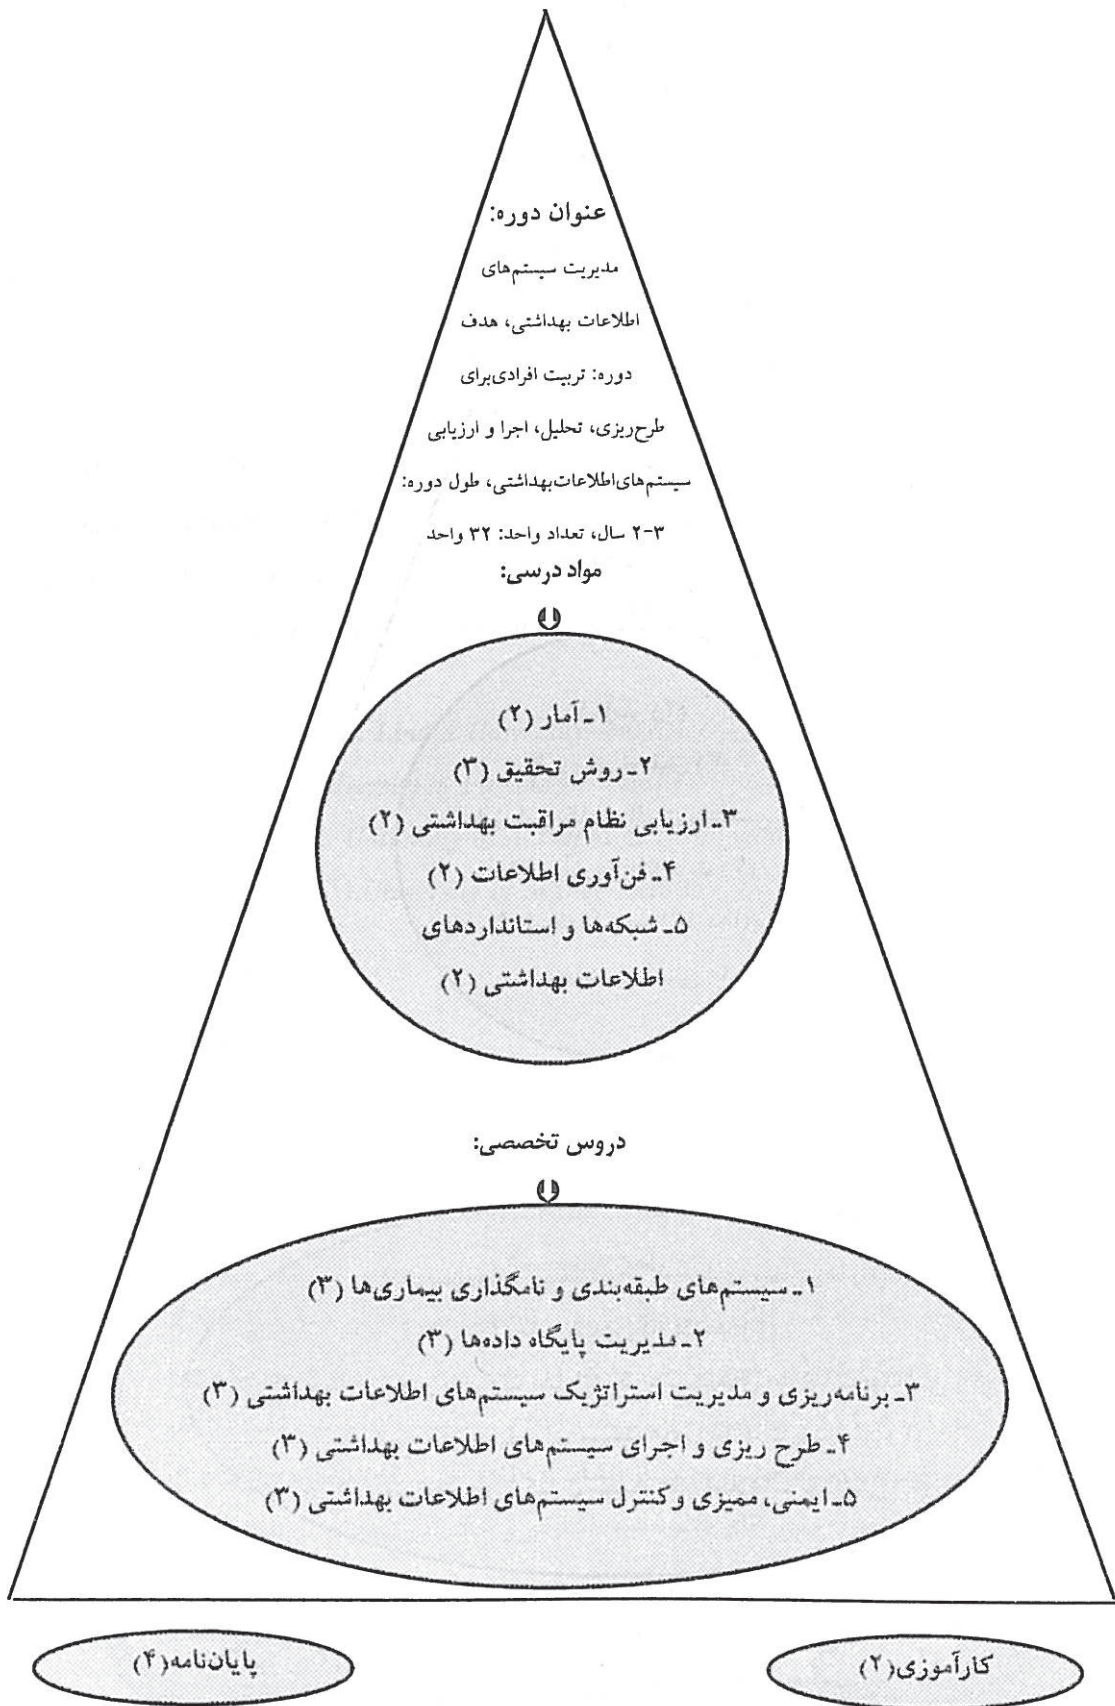 عنوان دوره:
مدیریت سیستم‌های
اطلاعات بهداشتی، هدف
دوره: تربیت افرادی‌برای
طرح‌ریزی، تحلیل، اجرا و ارزیابی
سیستم‌های‌اطلاعات‌بهداشتی، طول دوره:
۲-۳ سال، تعداد واحد: ۳۲ واحد
مواد درسی:
۱ـ آمار (۲)
۲ـ روش تحقیق (۳)
۳ـ ارزیابی نظام مراقبت بهداشتی (۲)
۴ـ فن‌آوری اطلاعات (۲)
۵ـ شبکه‌ها و استانداردهای
اطلاعات بهداشتی (۲)
دروس تخصصی:
۱ـ سیستم‌های طبقه‌بندی و نامگذاری بیماری‌ها (۳)
۲ـ مدیریت پایگاه داده‌ها (۳)
۳ـ برنامه‌ریزی و مدیریت استراتژیک سیستم‌های اطلاعات بهداشتی (۳)
۴ـ طرح ریزی و اجرای سیستم‌های اطلاعات بهداشتی (۳)
۵ـ ایمنی، ممیزی و کنترل سیستم‌های اطلاعات بهداشتی (۳)
کارآموزی(۲)
پایان‌نامه(۴)